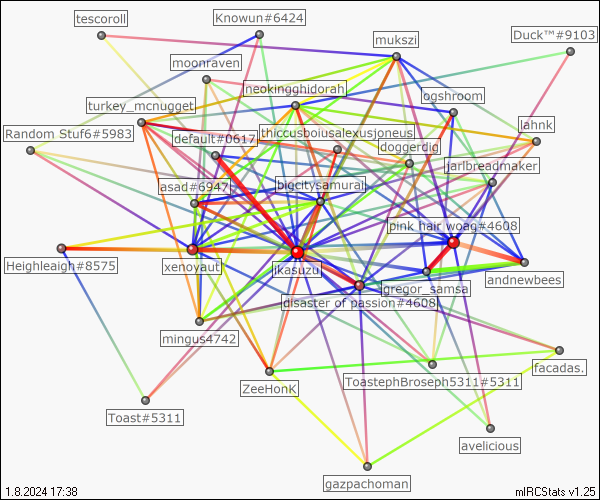 tescoroll
Knowun#6424
Duck™#9103
mukszi
moonraven
neokingghidorah
ogshroom
turkey_mcnugget
lahnk
Random Stuf6#5983
default#0617
thiccusboiusalexusjoneus
doggerdig
jarlbreadmaker
asad*#6947
bigcitysamurai
pink hair woag#4608
Heighleaigh#8575
xenoyaut
ikasuzu
andnewbees
gregor_samsa
disaster of passion#4608
mingus4742
ZeeHonK
ToastephBroseph5311#5311
facadas.
Toast#5311
avelicious
gazpachoman
1.8.2024 17:38
mIRCStats v1.25